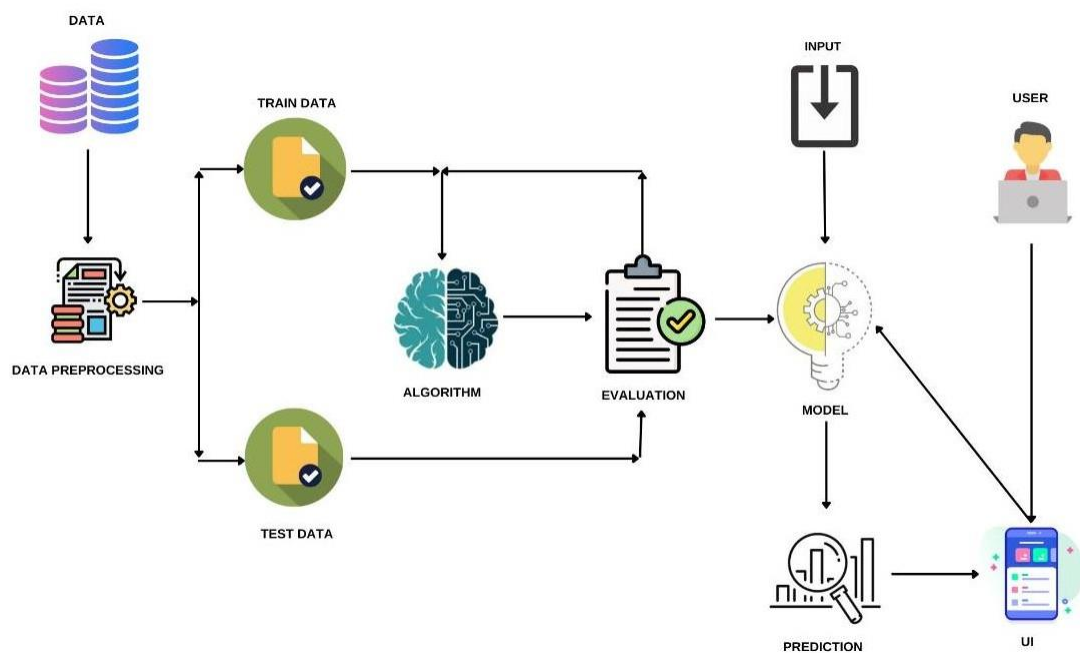 DATA
INPUT
TRAIN DATA
USER
DATA PREPROCESSING
ALGORITHM
EVALUATION
MODEL
TEST DATA
PREDICTION
UI